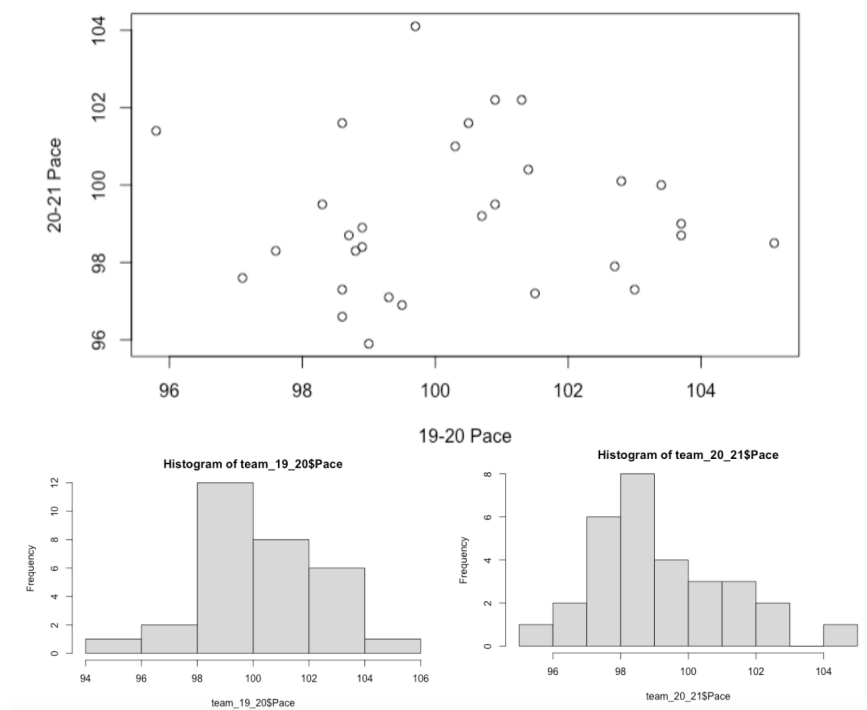 104
102
100
98
96
20-21 Pace
96 98 100 102 104
19-20 Pace
Histogram of team_19_20$Pace
12
10
8
6
4
2
0
Frequency
94 96 98 100 102 104 106
team_19_20$Pace
Histogram of team_20_21$Pace
8
6
4
2
0
Frequency
96 98 100 102 104
team_20_21$Pace